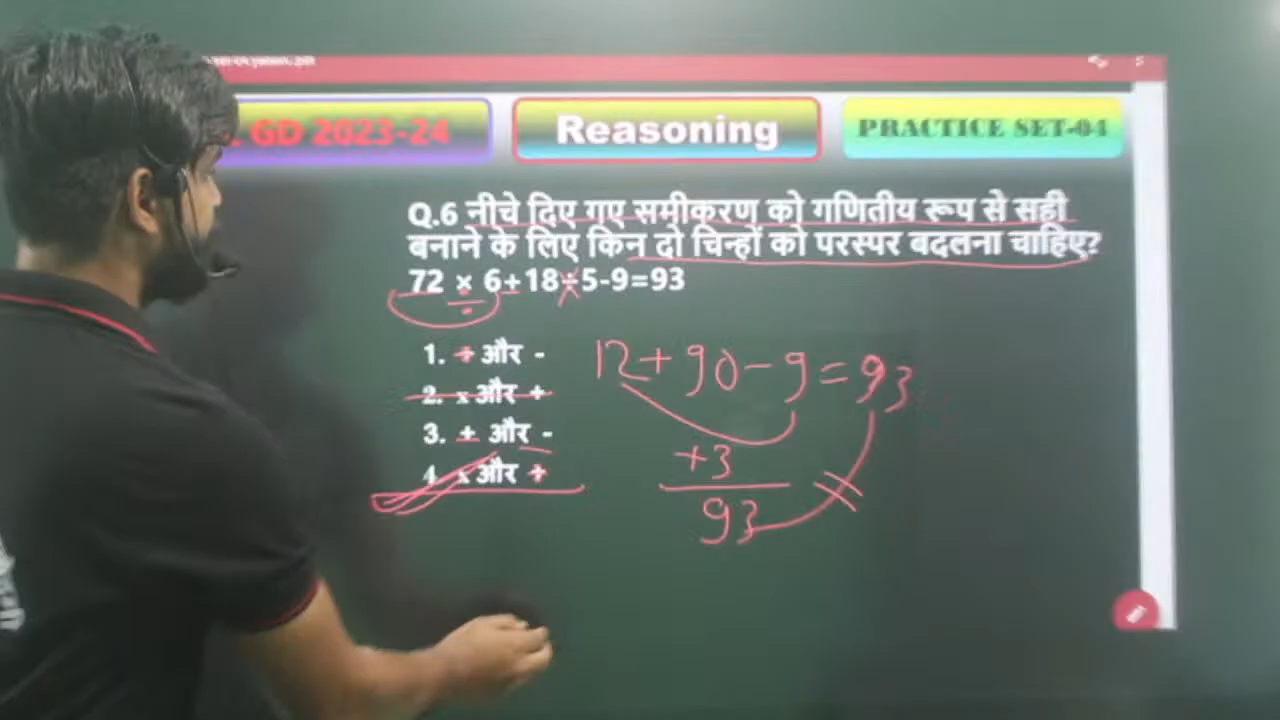 GD 2023-24
Reasoning
PRACTICE SET-04
Q.6 नीचे दिए गए समीकरण को गणितीय रूप से सही
बनाने के लिए किन दो चिन्हों को परस्पर बदलना चाहिए?
72 × 6+18÷5-9=93
1. ÷ और -
2. x और +
3. + और -
4. x और ÷
12+90-9=93
+3
93